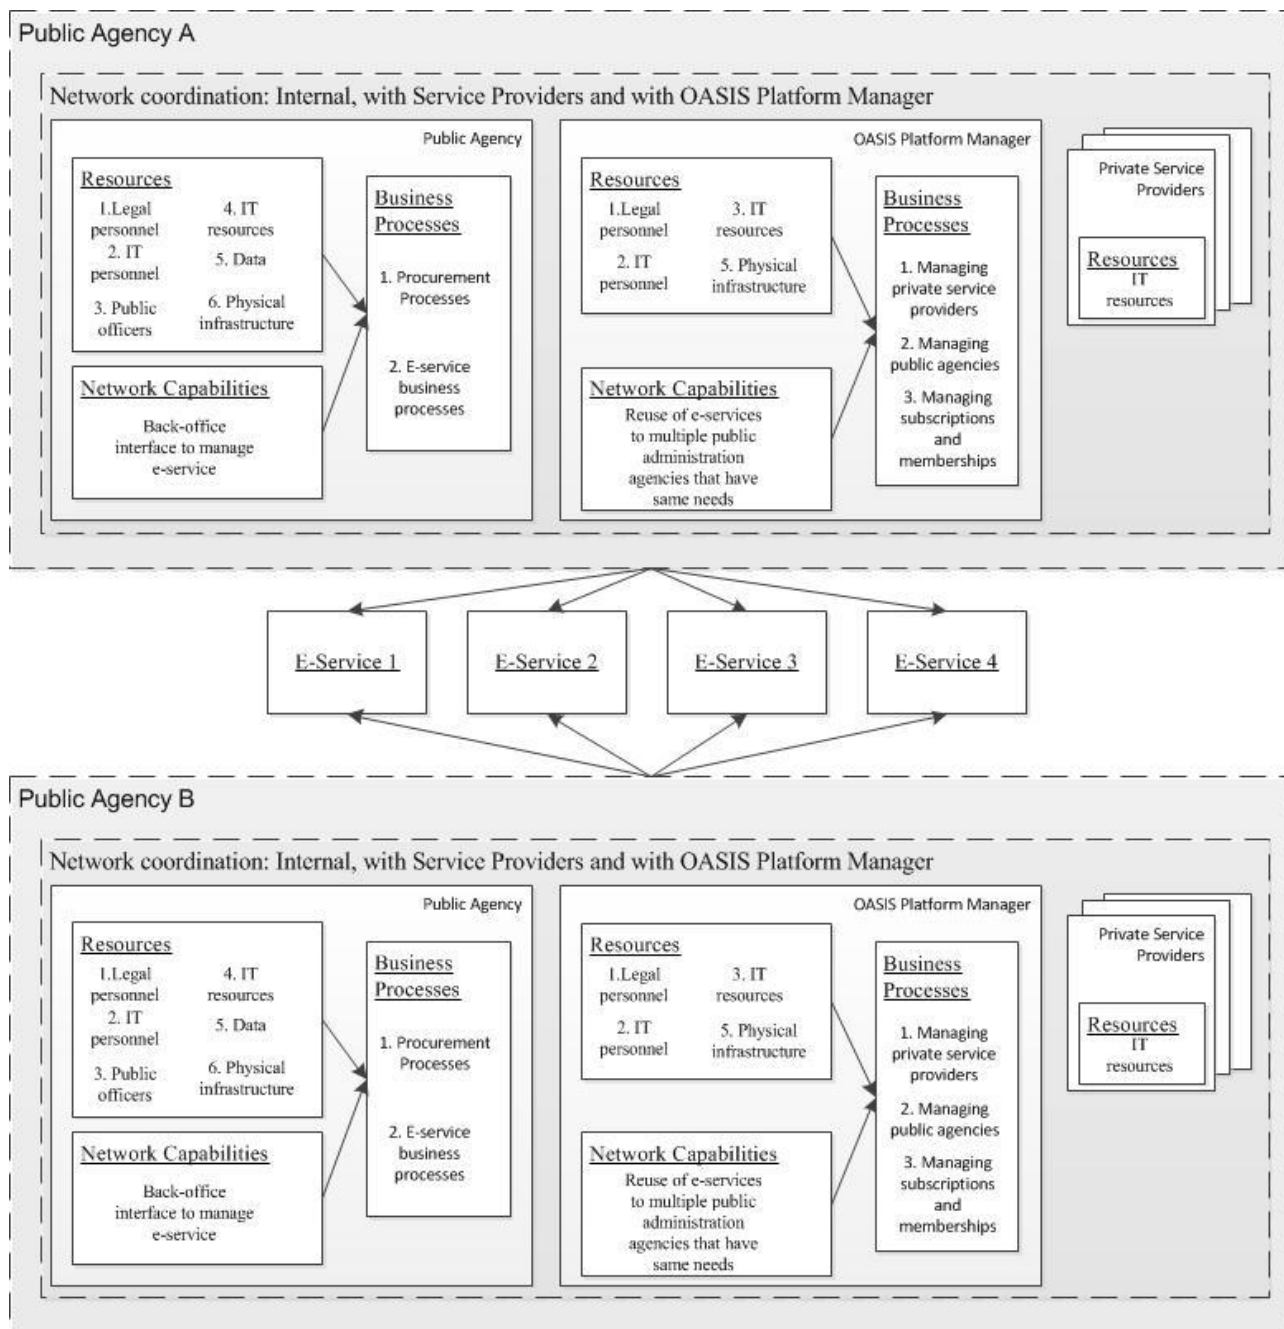 Public Agency A
Network coordination: Internal, with Service Providers and with OASIS Platform Manager
Public Agency
Resources
1.Legal
personnel
2. IT
personnel
3. Public
officers
4. IT
resources
5. Data
6. Physical
infrastructure
Network Capabilities
Back-office
interface to manage
e-service
Business
Processes
1. Procurement
Processes
2. E-service
business
processes
OASIS Platform Manager
Resources
1.Legal
personnel
2. IT
personnel
3. IT
resources
5. Physical
infrastructure
Network Capabilities
Reuse of e-services
to multiple public
administration
agencies that have
same needs
Business
Processes
1. Managing
private service
providers
2. Managing
public agencies
3. Managing
subscriptions
and
memberships
Private Service
Providers
Resources
IT
resources
E-Service 1
E-Service 2
E-Service 3
E-Service 4
Public Agency B
Network coordination: Internal, with Service Providers and with OASIS Platform Manager
Public Agency
Resources
1.Legal
personnel
2. IT
personnel
3. Public
officers
4. IT
resources
5. Data
6. Physical
infrastructure
Network Capabilities
Back-office
interface to manage
e-service
Business
Processes
1. Procurement
Processes
2. E-service
business
processes
OASIS Platform Manager
Resources
1.Legal
personnel
2. IT
personnel
3. IT
resources
5. Physical
infrastructure
Network Capabilities
Reuse of e-services
to multiple public
administration
agencies that have
same needs
Business
Processes
1. Managing
private service
providers
2. Managing
public agencies
3. Managing
subscriptions
and
memberships
Private Service
Providers
Resources
IT
resources